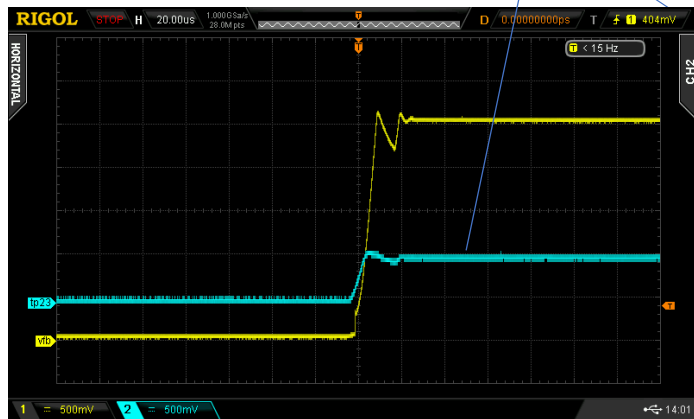 RIGOL STOP H 20.00us 1.000GSa/s D 0.00000000ps T 1 404mV
28.0M pts
T < 15 Hz
HORIZONTAL
CH2
tp23
T
vfb
1 = 500mV 2 = 500mV 14:01